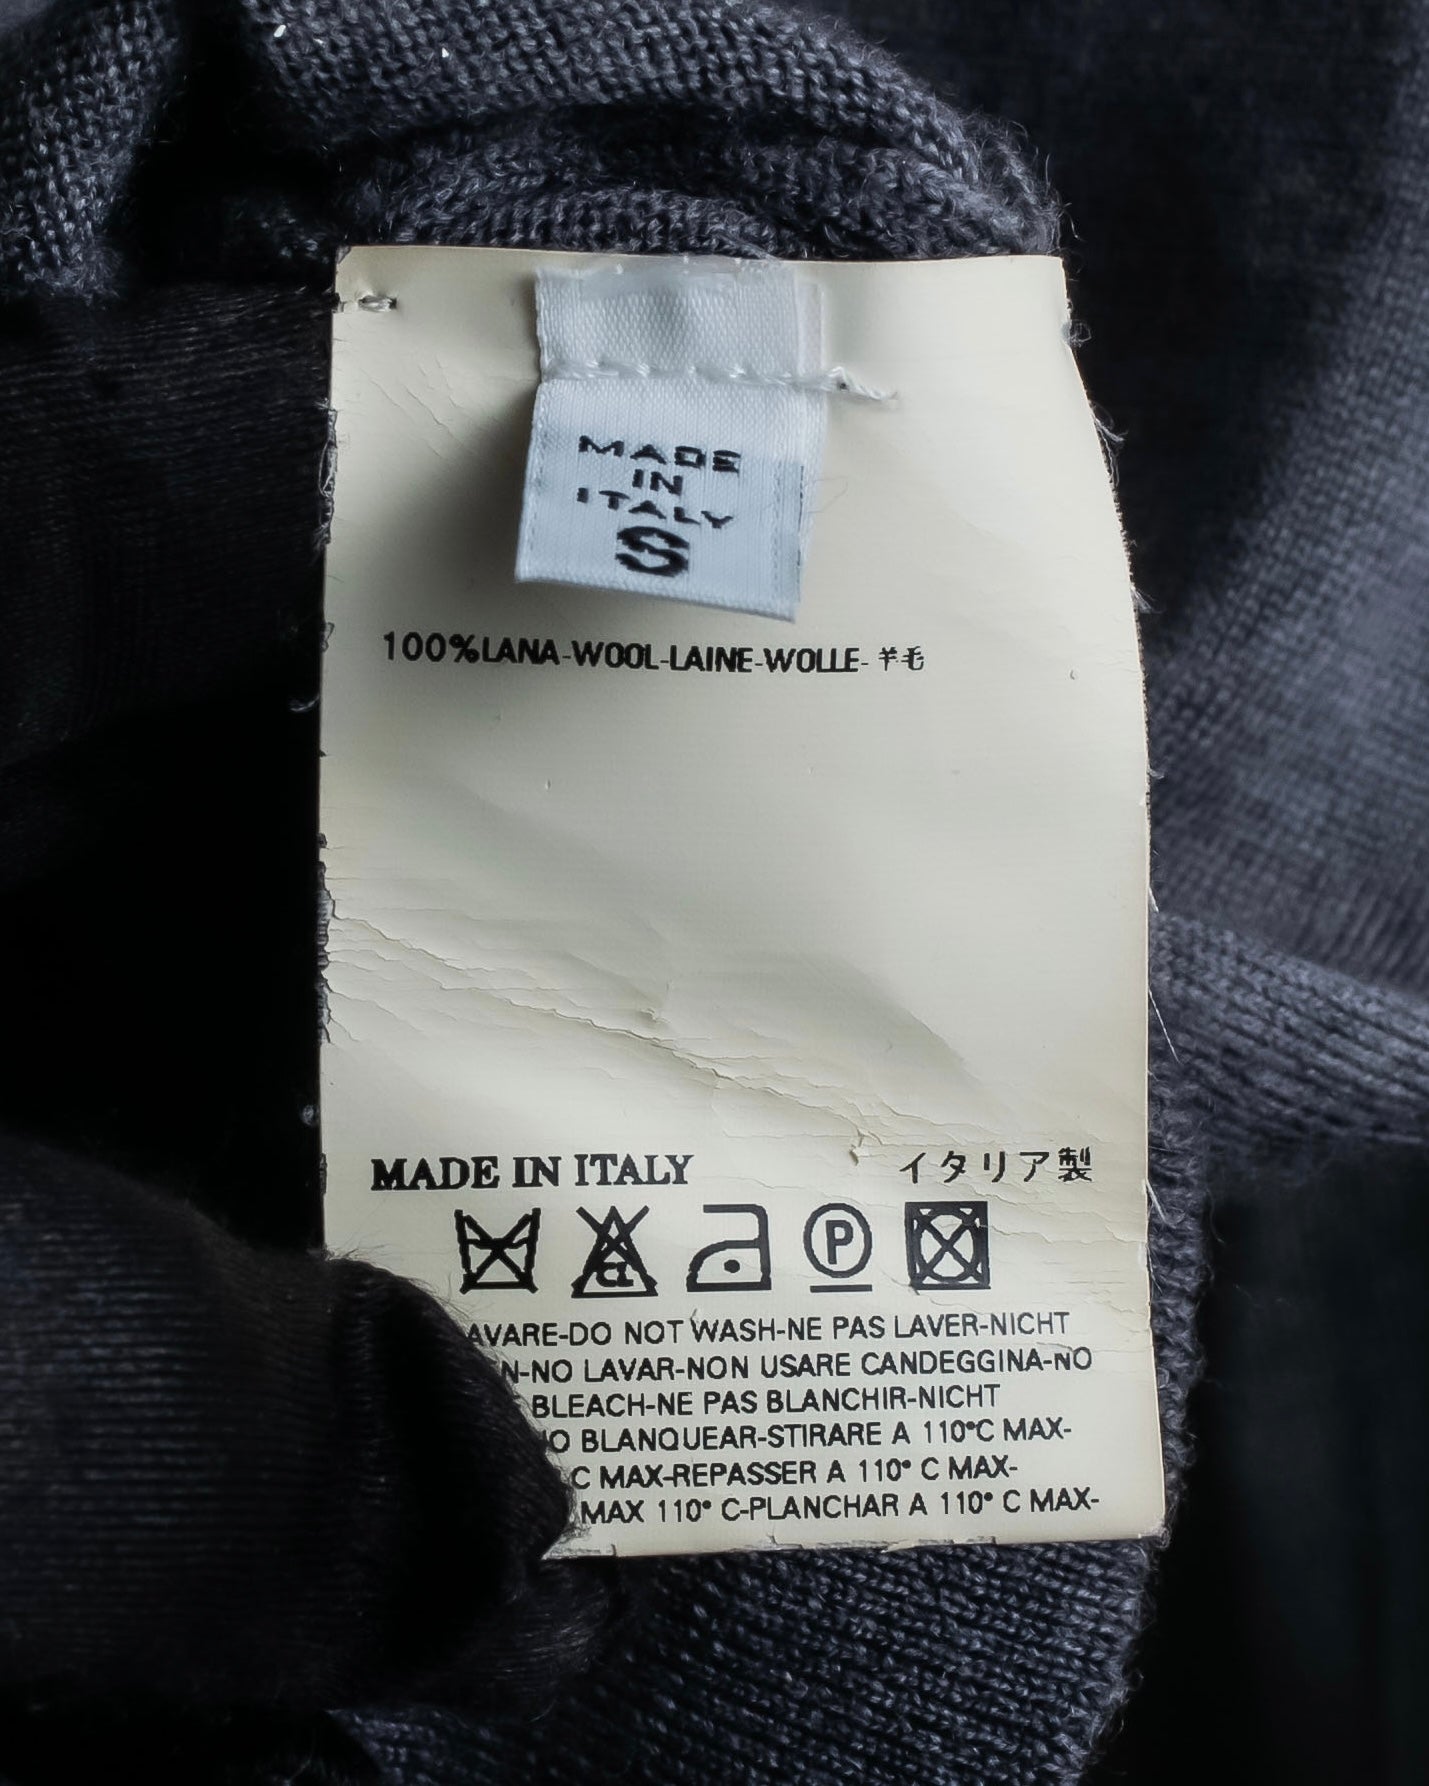 MADE
IN
ITALY
S
100%LANA-WOOL-LAINE-WOLLE-羊毛
MADE IN ITALY イタリア製
CL P
AVARE-DO NOT WASH-NE PAS LAVER-NICHT
N-NO LAVAR-NON USARE CANDEGGINA-NO
BLEACH-NE PAS BLANCHIR-NICHT
NO BLANQUEAR-STIRARE A 110°C MAX-
C MAX-REPASSER A 110° C MAX-
MAX 110° C-PLANCHAR A 110° C MAX-